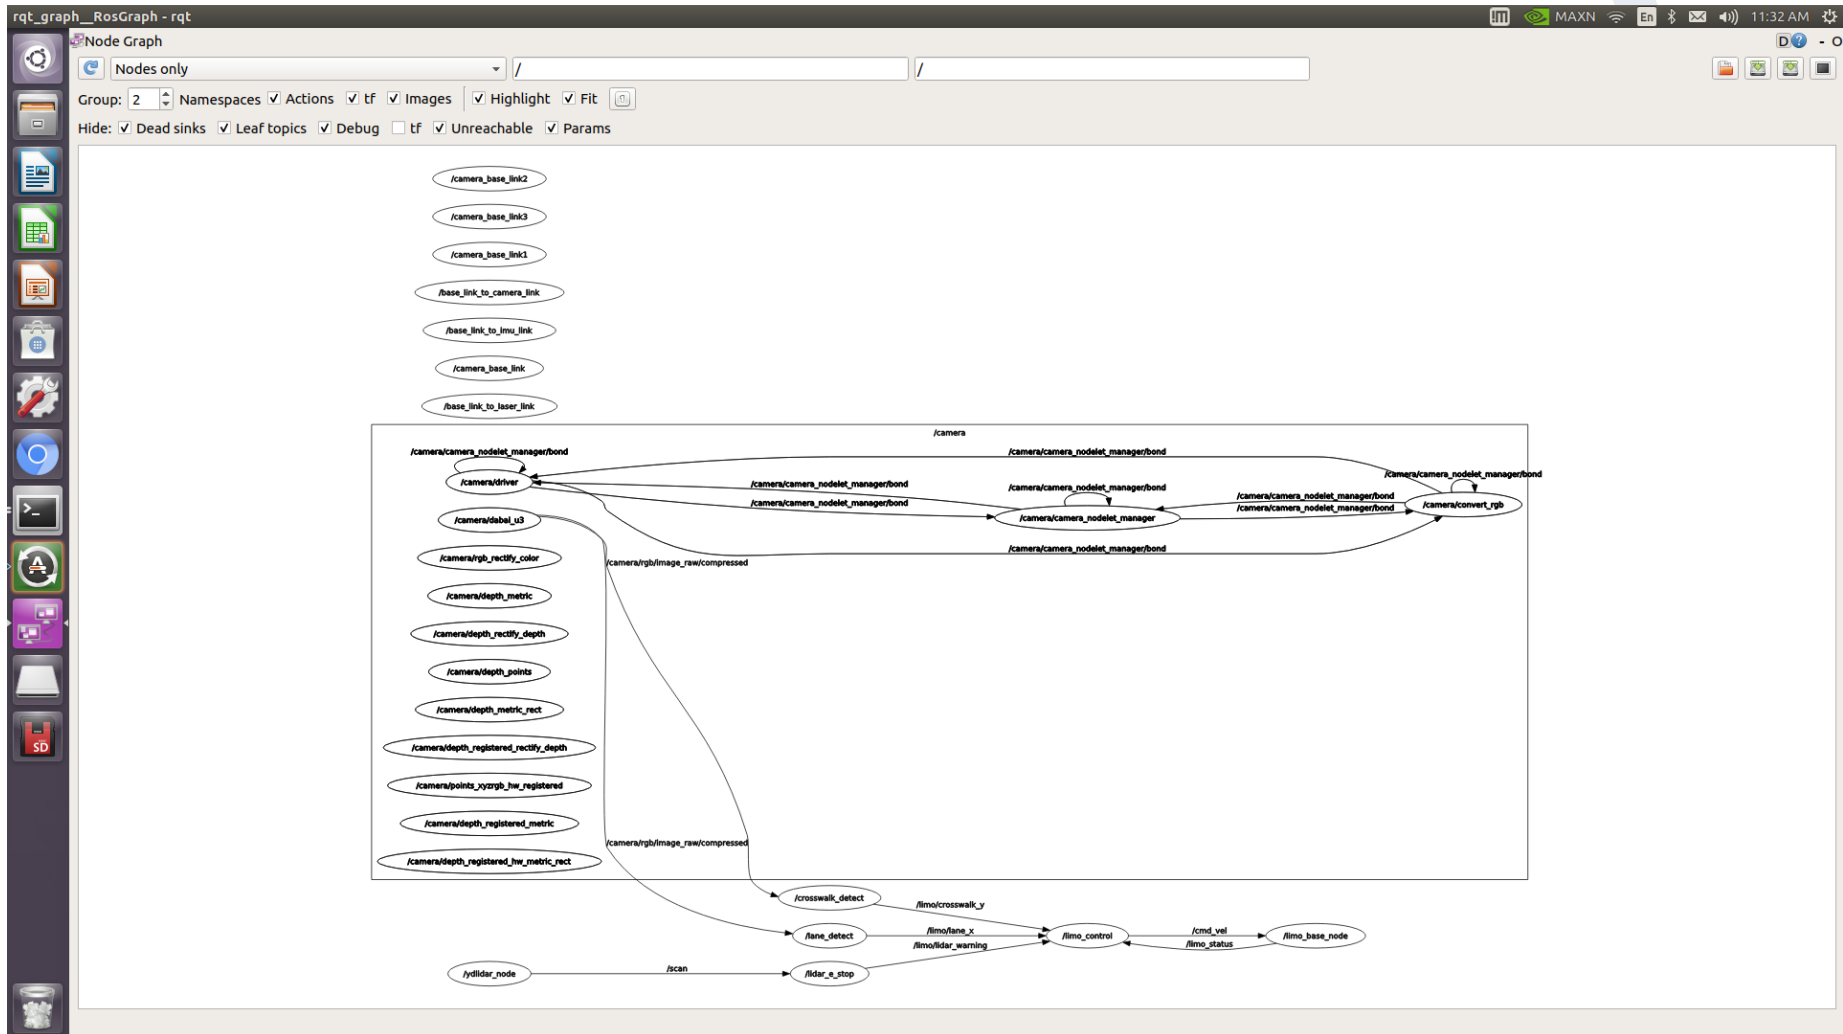 rqt_graph__RosGraph - rqt
MAXN En 11:32 AM
Node Graph
D ? - O
Nodes only / /
Group: 2 Namespaces Actions tf Images Highlight Fit
Hide: Dead sinks Leaf topics Debug tf Unreachable Params
/camera_base_link2
/camera_base_link3
/camera_base_link1
/base_link_to_camera_link
/base_link_to_imu_link
/camera_base_link
/base_link_to_laser_link
/camera
/camera/camera_nodelet_manager/bond
/camera/camera_nodelet_manager/bond
/camera/camera_nodelet_manager/bond
/camera/driver
/camera/camera_nodelet_manager/bond
/camera/camera_nodelet_manager/bond
/camera/camera_nodelet_manager/bond
/camera/camera_nodelet_manager/bond
/camera/camera_nodelet_manager/bond
/camera/convert_rgb
/camera/dabai_u3
/camera/camera_nodelet_manager
/camera/camera_nodelet_manager/bond
/camera/rgb_rectify_color
/camera/rgb/image_raw/compressed
/camera/depth_metric
/camera/depth_rectify_depth
/camera/depth_points
/camera/depth_metric_rect
/camera/depth_registered_rectify_depth
/camera/points_xyzrgb_hw_registered
/camera/depth_registered_metric
/camera/rgb/image_raw/compressed
/camera/depth_registered_hw_metric_rect
/crosswalk_detect
/limo/crosswalk_y
/lane_detect
/limo/lane_x
/limo/lidar_warning
/limo_control
/cmd_vel
/limo_status
/limo_base_node
/ydlidar_node
/scan
/lidar_e_stop
SD